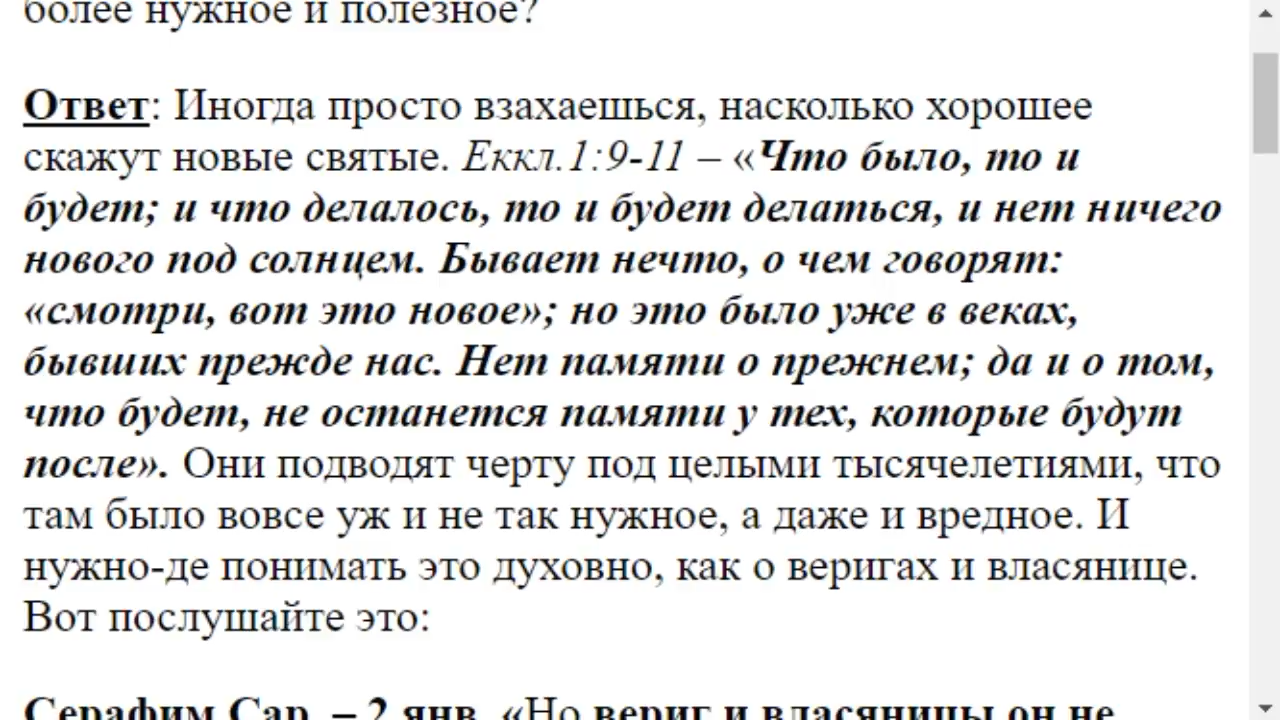 более нужное и полезное?
Ответ: Иногда просто взахаешься, насколько хорошее
скажут новые святые. Еккл.1:9-11 – «Что было, то и
будет; и что делалось, то и будет делаться, и нет ничего
нового под солнцем. Бывает нечто, о чем говорят:
«смотри, вот это новое»; но это было уже в веках,
бывших прежде нас. Нет памяти о прежнем; да и о том,
что будет, не останется памяти у тех, которые будут
после». Они подводят черту под целыми тысячелетиями, что
там было вовсе уж и не так нужное, а даже и вредное. И
нужно-де понимать это духовно, как о веригах и власянице.
Вот послушайте это:
Серафим Сар. – 2 янв. «Но вериг и власяницы он не